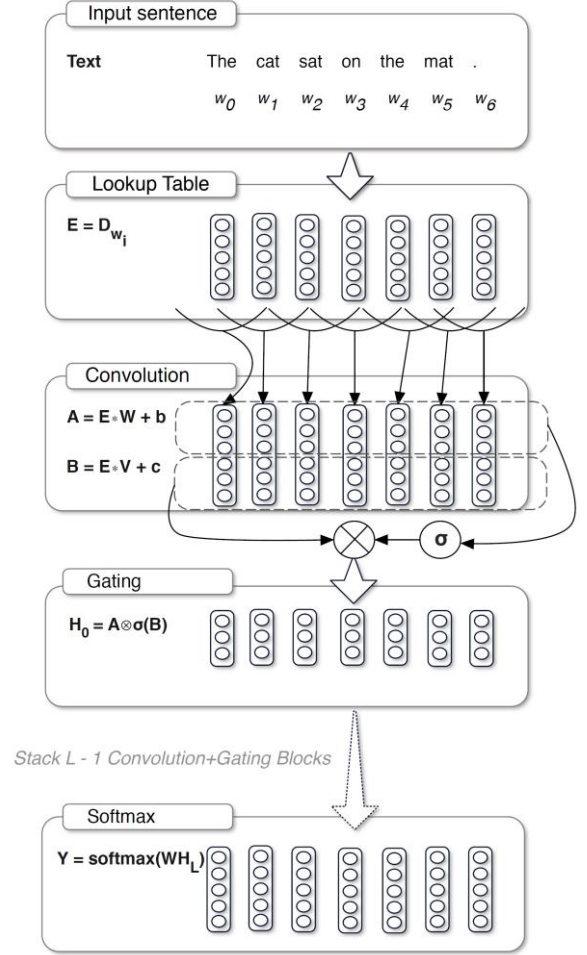 Input sentence
Text The cat sat on the mat .
w0 w1 w2 w3 w4 w5 w6
Lookup Table
E = Dwi
Convolution
A = E∗W + b
B = E∗V + c
σ
Gating
H0 = A⊗σ(B)
Stack L - 1 Convolution+Gating Blocks
Softmax
Y = softmax(WHL)